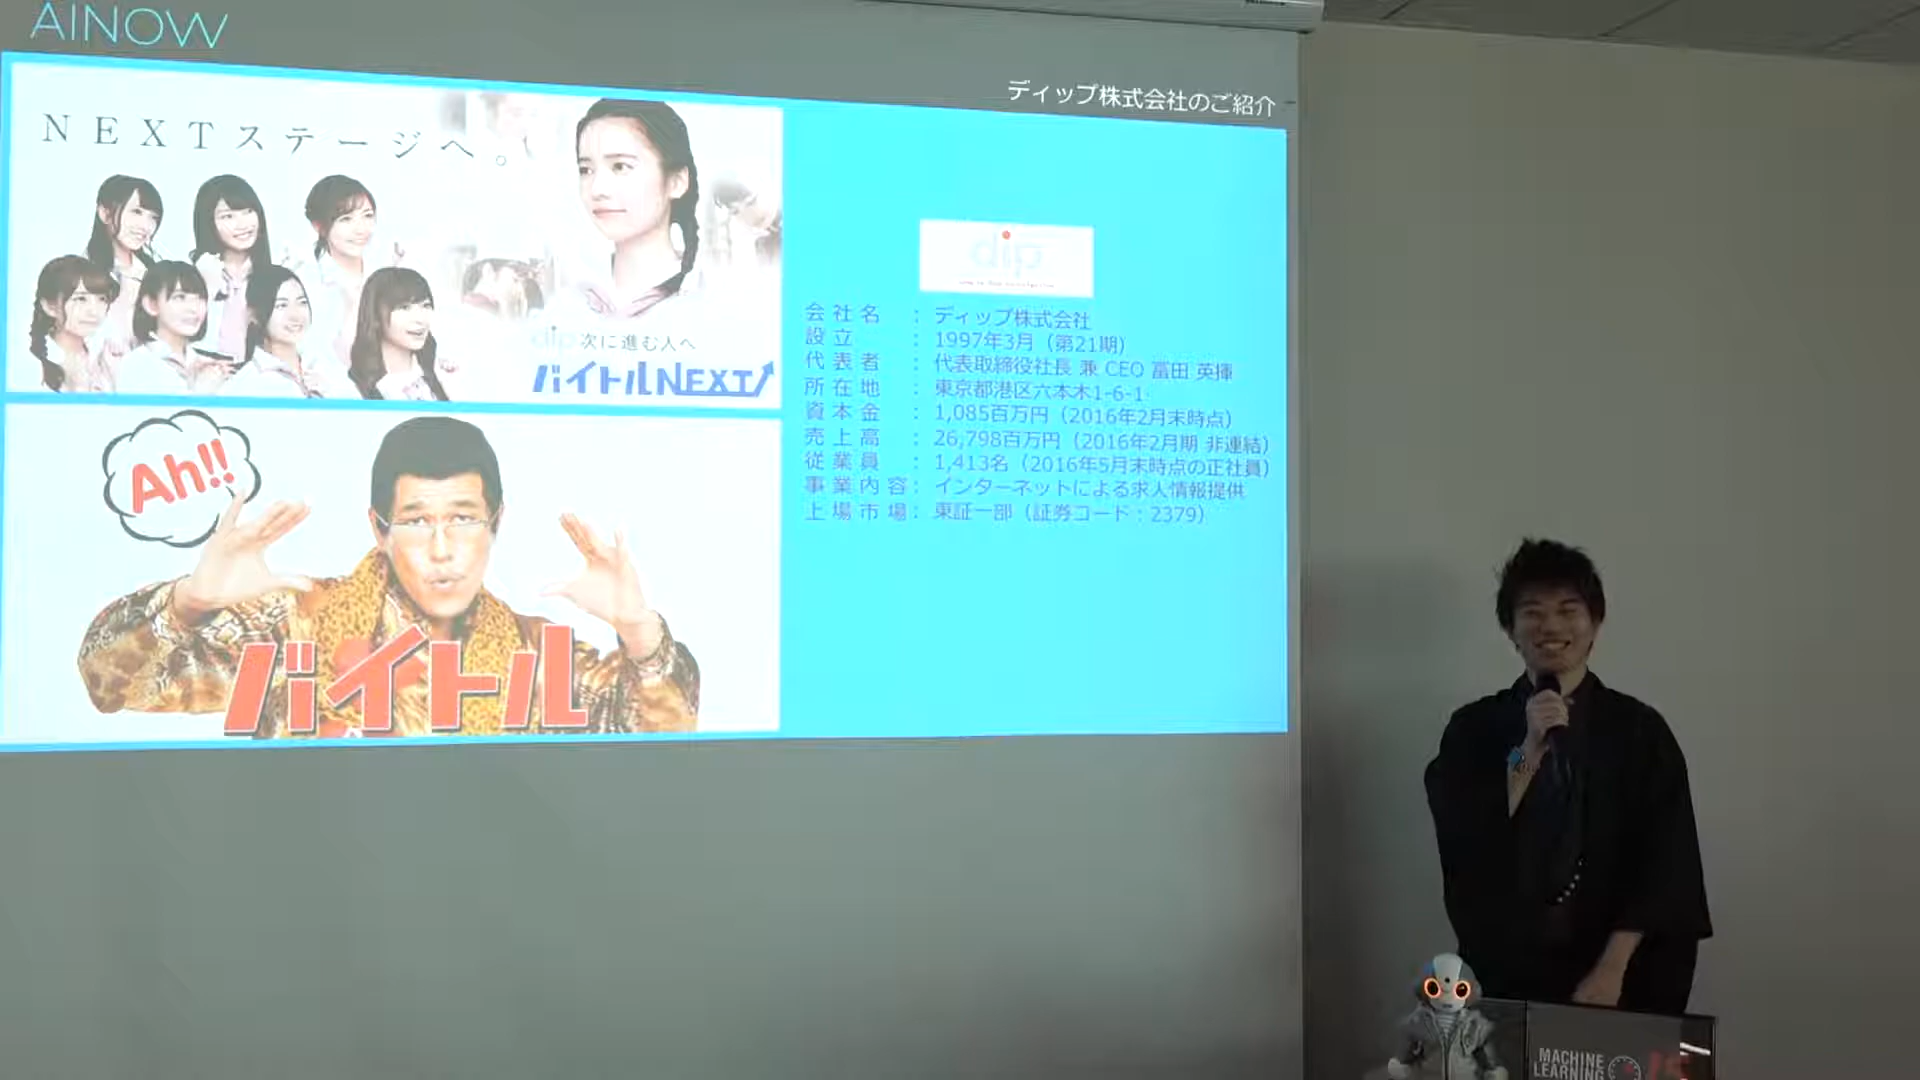 AINOW
ディップ株式会社のご紹介
NEXTステージへ。
dip 次に進む人へ
バイトルNEXT
Ah!!
バイトル
dip
会社名 : ディップ株式会社
設立 : 1997年3月（第21期）
代表者 : 代表取締役社長 兼 CEO 冨田 英揮
所在地 : 東京都港区六本木1-6-1
資本金 : 1,085百万円（2016年2月末時点）
売上高 : 26,798百万円（2016年2月期 非連結）
従業員 : 1,413名（2016年5月末時点の正社員）
事業内容 : インターネットによる求人情報提供
上場市場 : 東証一部（証券コード：2379）
MACHINE
LEARNING
15